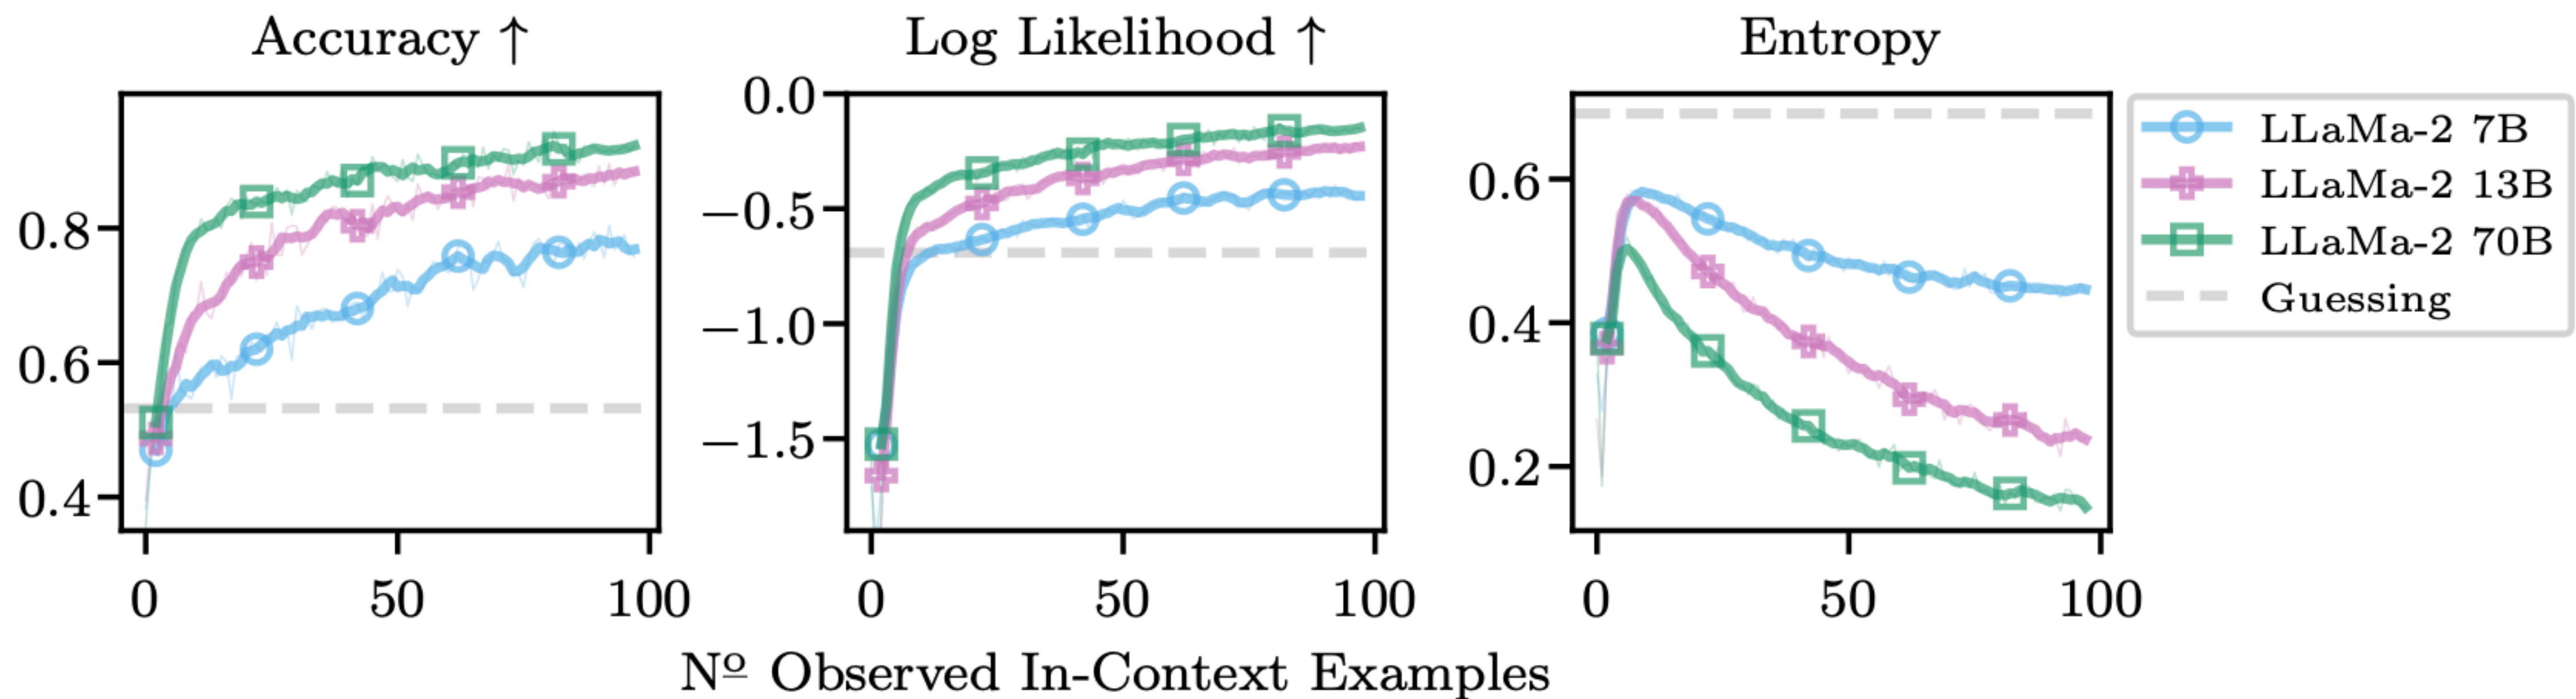 Accuracy ↑
0.8
0.6
0.4
0
50
100
Log Likelihood ↑
0.0
−0.5
−1.0
−1.5
0
50
100
Entropy
0.6
0.4
0.2
0
50
100
LLaMa-2 7B
LLaMa-2 13B
LLaMa-2 70B
Guessing
Nº Observed In-Context Examples